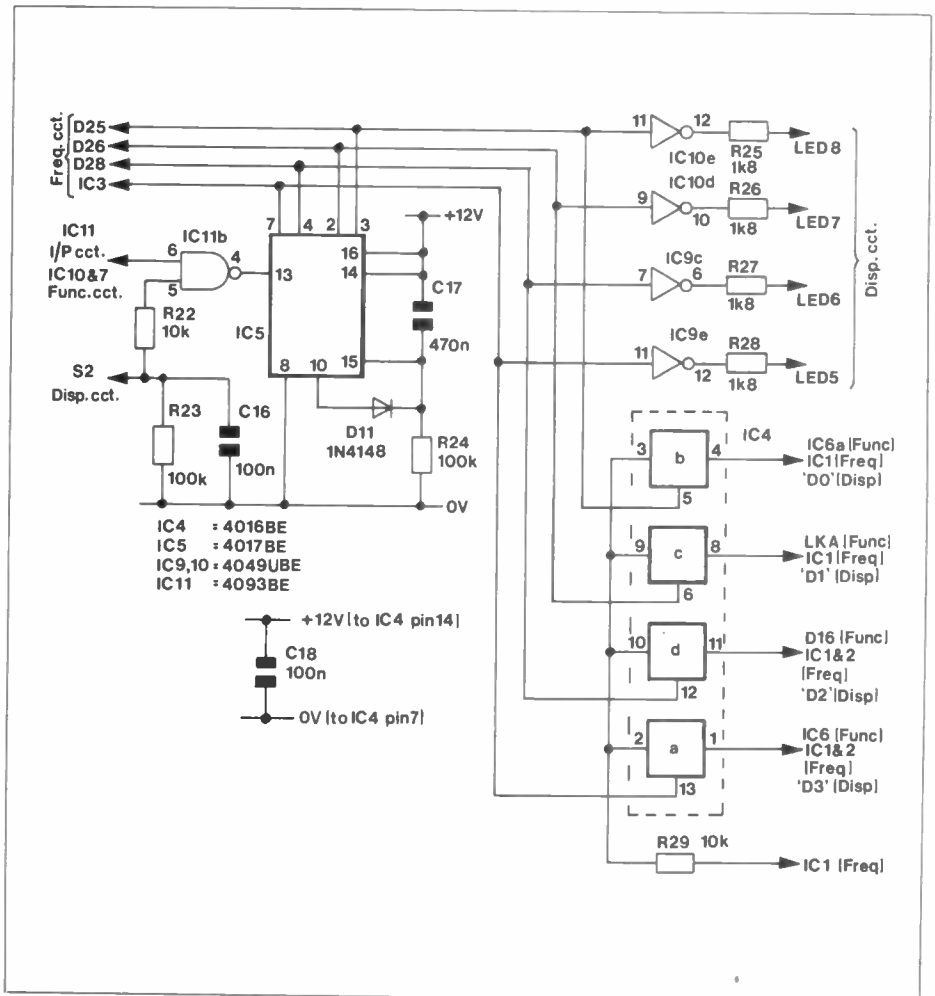 Freq. cct.
D25
D26
D28
IC3
7 4 2 3
+12V
IC11
I/P cct.
IC10&7
Func.cct.
6
5
IC11b
4
13
16
14
C17
470n
R22
10k
IC5
8 10 15
S2
Disp.cct.
R23
100k
C16
100n
D11
1N4148
R24
100k
0V
IC4 = 4016BE
IC5 = 4017BE
IC9,10 = 4049UBE
IC11 = 4093BE
+12V (to IC4 pin14)
C18
100n
0V (to IC4 pin7)
11 12
IC10e
R25
1k8
LED8
IC10d
9 10
R26
1k8
LED7
IC9c
7 6
R27
1k8
LED6
IC9e
11 12
R28
1k8
LED5
Disp. cct.
IC4
3 b 4
5
IC6a (Func)
IC1 (Freq)
'D0' (Disp)
9 c 8
6
LKA (Func)
IC1 (Freq)
'D1' (Disp)
10 d 11
12
D16 (Func)
IC1&2
(Freq)
'D2' (Disp)
2 a 1
13
IC6 (Func)
IC1&2
(Freq)
'D3' (Disp)
R29 10k
IC1 (Freq)